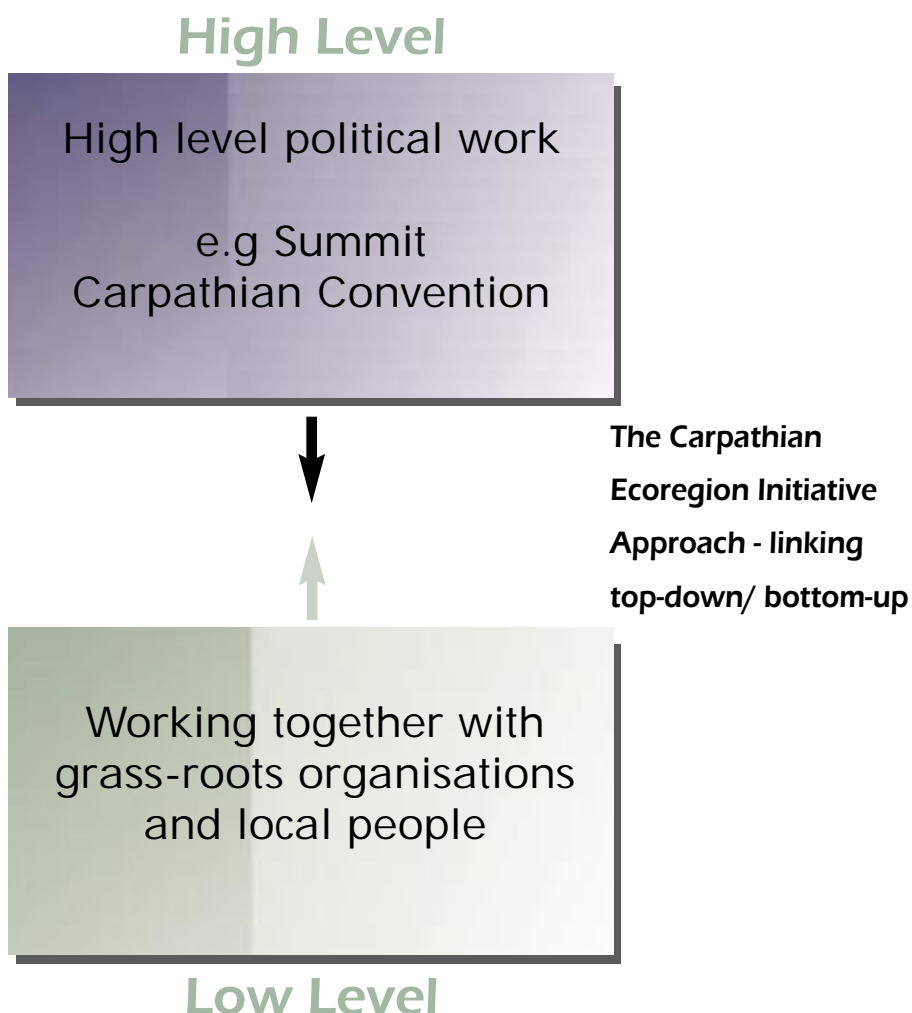 High Level
High level political work
e.g Summit
Carpathian Convention
The Carpathian
Ecoregion Initiative
Approach - linking
top-down/ bottom-up
Working together with
grass-roots organisations
and local people
Low Level